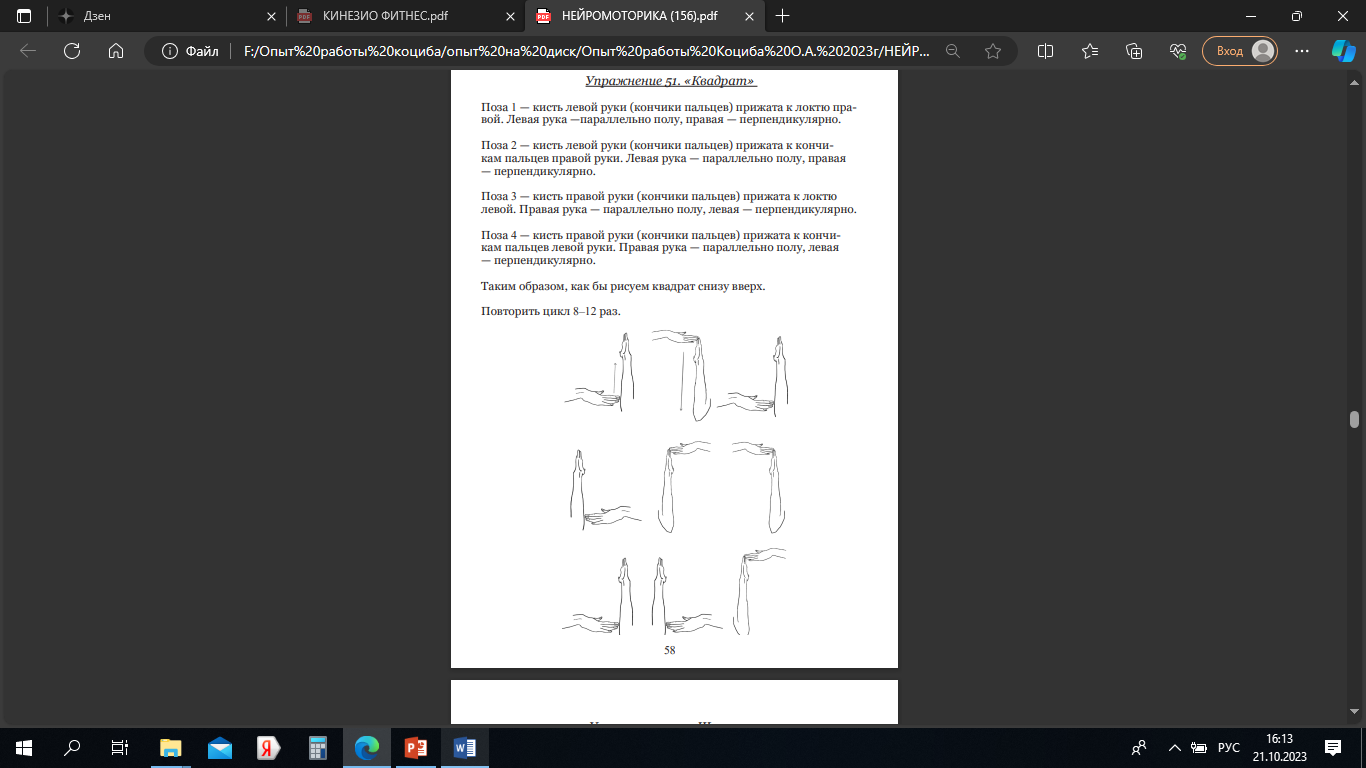 Дзен
КИНЕЗИО ФИТНЕС.pdf
НЕЙРОМОТОРИКА (156).pdf
Файл
F:/Опыт%20работы%20коциба/опыт%20на%20диск/Опыт%20работы%20Коциба%20О.А.%202023г/НЕЙР...
Вход
Упражнение 51. «Квадрат»
Поза 1 — кисть левой руки (кончики пальцев) прижата к локтю пра-
вой. Левая рука —параллельно полу, правая — перпендикулярно.
Поза 2 — кисть левой руки (кончики пальцев) прижата к кончи-
кам пальцев правой руки. Левая рука — параллельно полу, правая
— перпендикулярно.
Поза 3 — кисть правой руки (кончики пальцев) прижата к локтю
левой. Правая рука — параллельно полу, левая — перпендикулярно.
Поза 4 — кисть правой руки (кончики пальцев) прижата к кончи-
кам пальцев левой руки. Правая рука — параллельно полу, левая
— перпендикулярно.
Таким образом, как бы рисуем квадрат снизу вверх.
Повторить цикл 8–12 раз.
58
РУС
16:13
21.10.2023